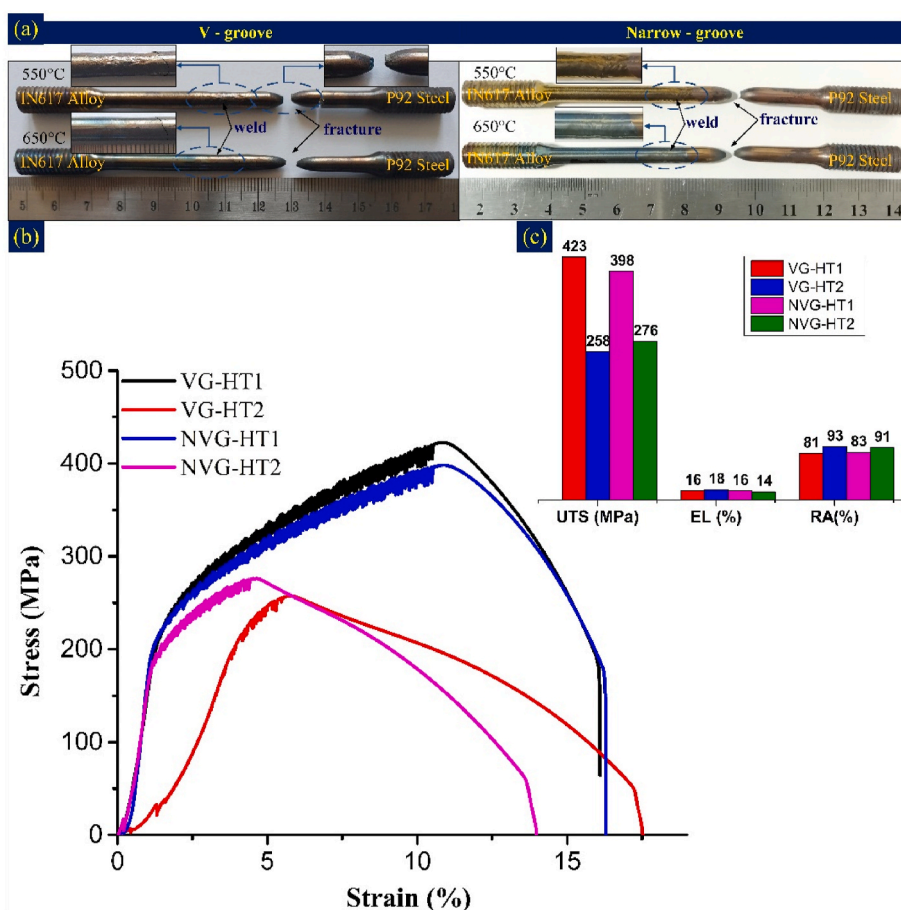 (a)
V - groove
Narrow - groove
550°C
IN617 Alloy
P92 Steel
weld
fracture
650°C
IN617 Alloy
P92 Steel
5 6 7 8 9 10 11 12 13 14 15 16 17
550°C
IN617 Alloy
P92 Steel
weld
fracture
650°C
IN617 Alloy
P92 Steel
2 3 4 5 6 7 8 9 10 11 12 13 14
(b)
500
400
300
200
100
0
Stress (MPa)
VG-HT1
VG-HT2
NVG-HT1
NVG-HT2
0 5 10 15
Strain (%)
(c)
423
258
398
276
16 18 16 14
81 93 83 91
UTS (MPa) EL (%) RA(%)
VG-HT1
VG-HT2
NVG-HT1
NVG-HT2